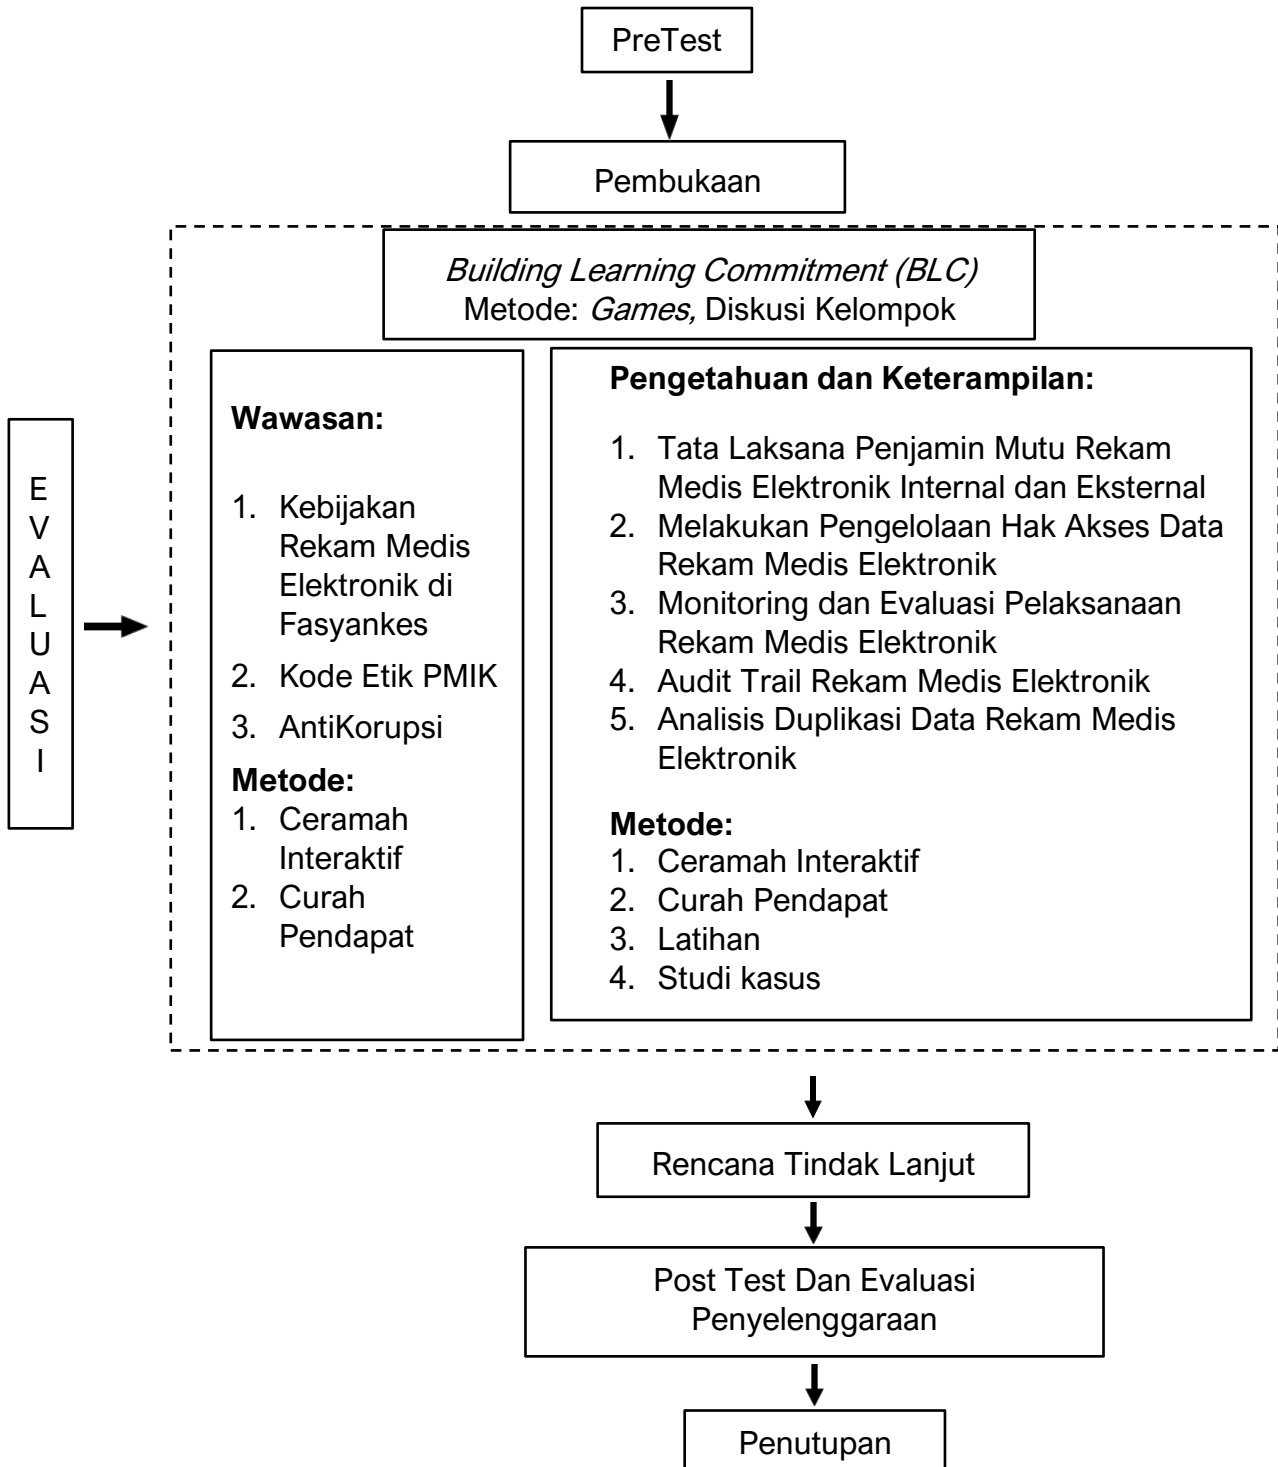 PreTest
Pembukaan
Building Learning Commitment (BLC)
Metode: Games, Diskusi Kelompok
E
V
A
L
U
A
S
I
Wawasan:
1. Kebijakan
Rekam Medis
Elektronik di
Fasyankes
2. Kode Etik PMIK
3. AntiKorupsi
Metode:
1. Ceramah
Interaktif
2. Curah
Pendapat
Pengetahuan dan Keterampilan:
1. Tata Laksana Penjamin Mutu Rekam
Medis Elektronik Internal dan Eksternal
2. Melakukan Pengelolaan Hak Akses Data
Rekam Medis Elektronik
3. Monitoring dan Evaluasi Pelaksanaan
Rekam Medis Elektronik
4. Audit Trail Rekam Medis Elektronik
5. Analisis Duplikasi Data Rekam Medis
Elektronik
Metode:
1. Ceramah Interaktif
2. Curah Pendapat
3. Latihan
4. Studi kasus
Rencana Tindak Lanjut
Post Test Dan Evaluasi
Penyelenggaraan
Penutupan